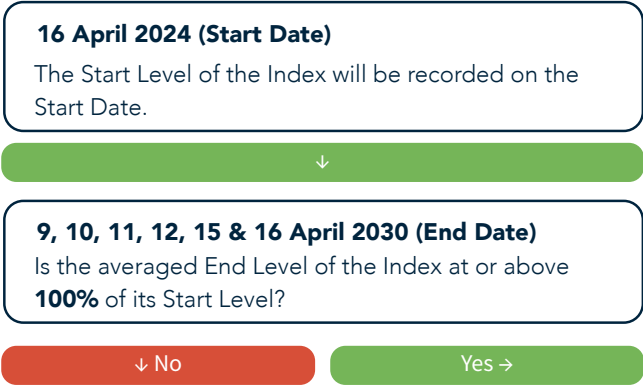 16 April 2024 (Start Date)
The Start Level of the Index will be recorded on the
Start Date.
↓
9, 10, 11, 12, 15 & 16 April 2030 (End Date)
Is the averaged End Level of the Index at or above
100% of its Start Level?
↓ No
Yes →